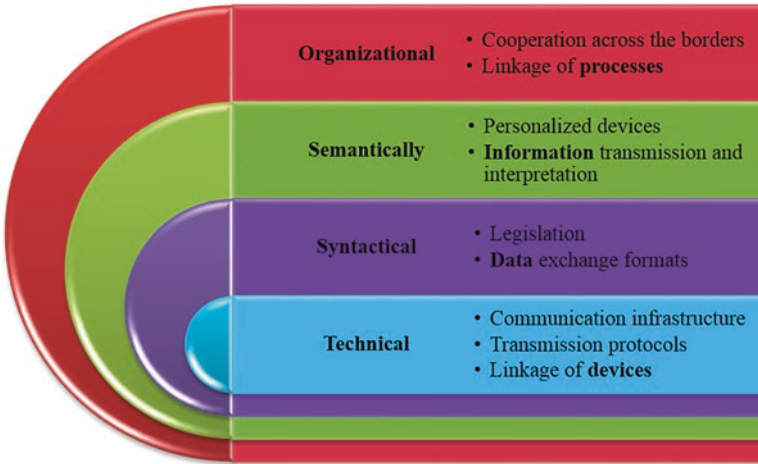 Organizational
• Cooperation across the borders
• Linkage of processes
Semantically
• Personalized devices
• Information transmission and
interpretation
Syntactical
• Legislation
• Data exchange formats
Technical
• Communication infrastructure
• Transmission protocols
• Linkage of devices